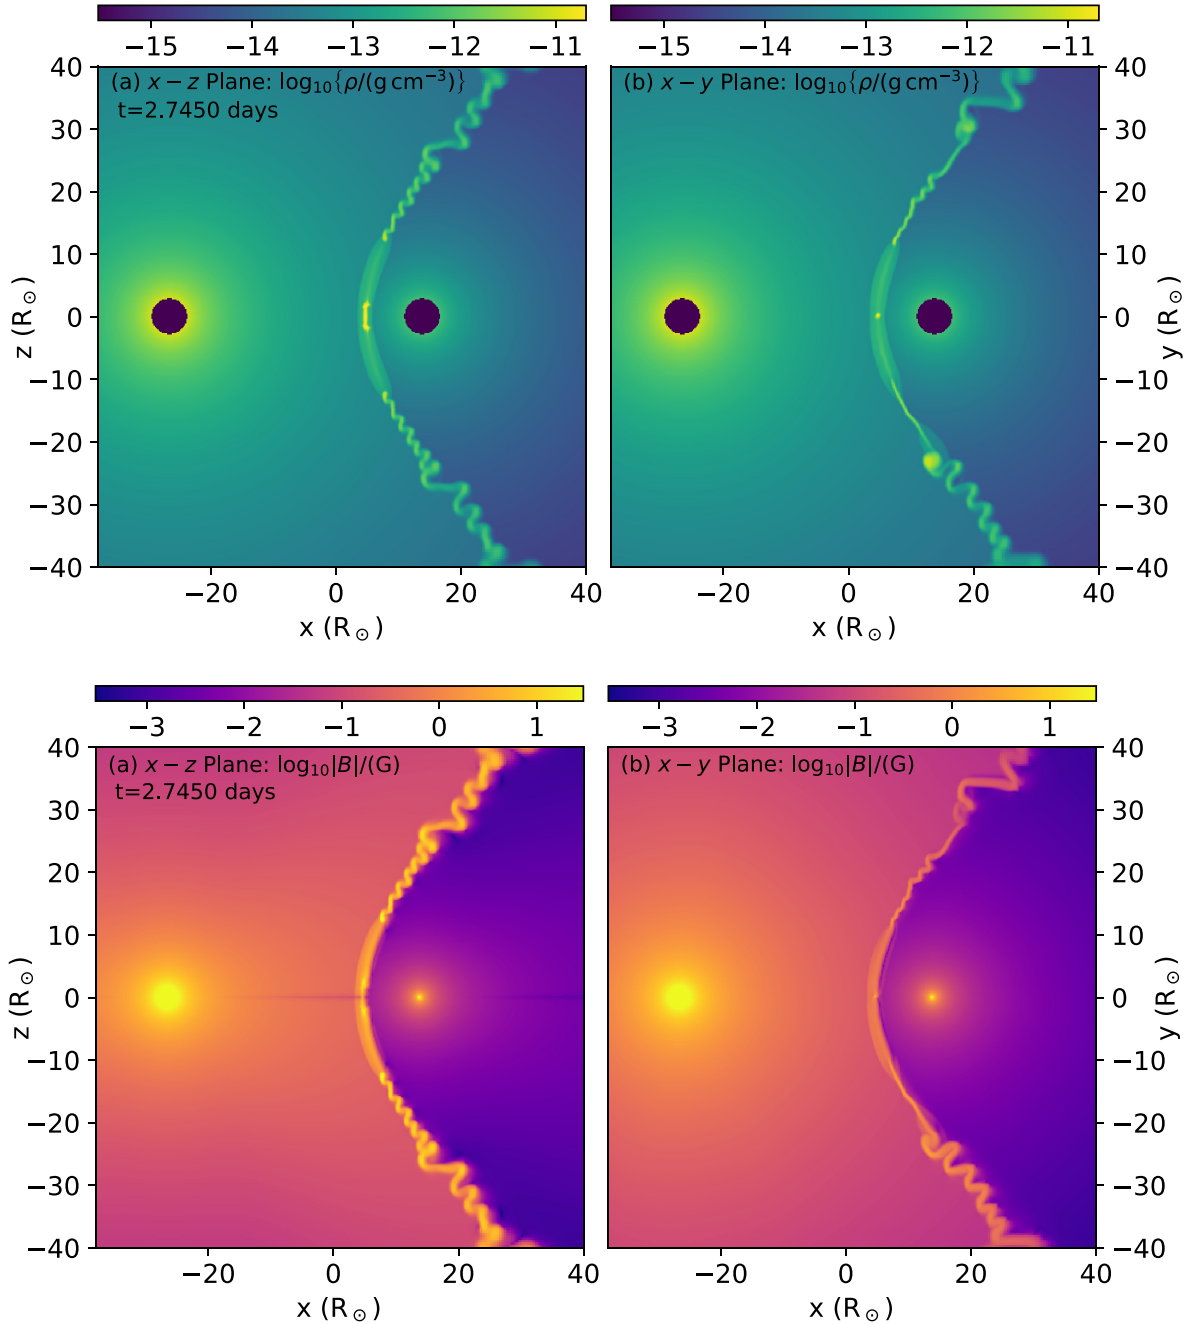 −15 −14 −13 −12 −11
−15 −14 −13 −12 −11
(a) x − z Plane: log₁₀{ρ/(g cm⁻³)}
t=2.7450 days
(b) x − y Plane: log₁₀{ρ/(g cm⁻³)}
40
30
20
10
0
−10
−20
−30
−40
z (R⊙)
40
30
20
10
0
−10
−20
−30
−40
y (R⊙)
−20 0 20 40
−20 0 20 40
x (R⊙)
x (R⊙)
−3 −2 −1 0 1
−3 −2 −1 0 1
(a) x − z Plane: log₁₀|B|/(G)
t=2.7450 days
(b) x − y Plane: log₁₀|B|/(G)
40
30
20
10
0
−10
−20
−30
−40
z (R⊙)
40
30
20
10
0
−10
−20
−30
−40
y (R⊙)
−20 0 20 40
−20 0 20 40
x (R⊙)
x (R⊙)